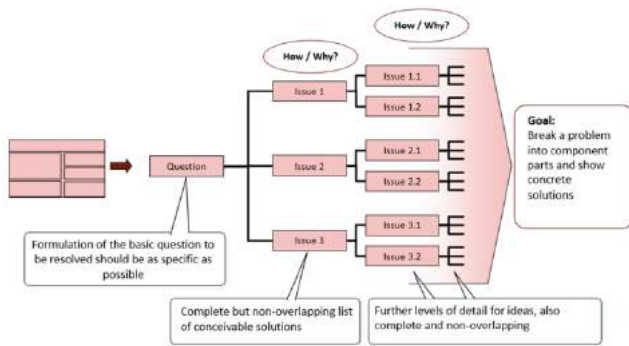 How / Why?
How / Why?
Issue 1
Issue 1.1
Issue 1.2
Question
Issue 2
Issue 2.1
Issue 2.2
Issue 3
Issue 3.1
Issue 3.2
Goal:
Break a problem
into component
parts and show
concrete
solutions
Formulation of the basic question to
be resolved should be as specific as
possible
Complete but non-overlapping list
of conceivable solutions
Further levels of detail for ideas, also
complete and non-overlapping